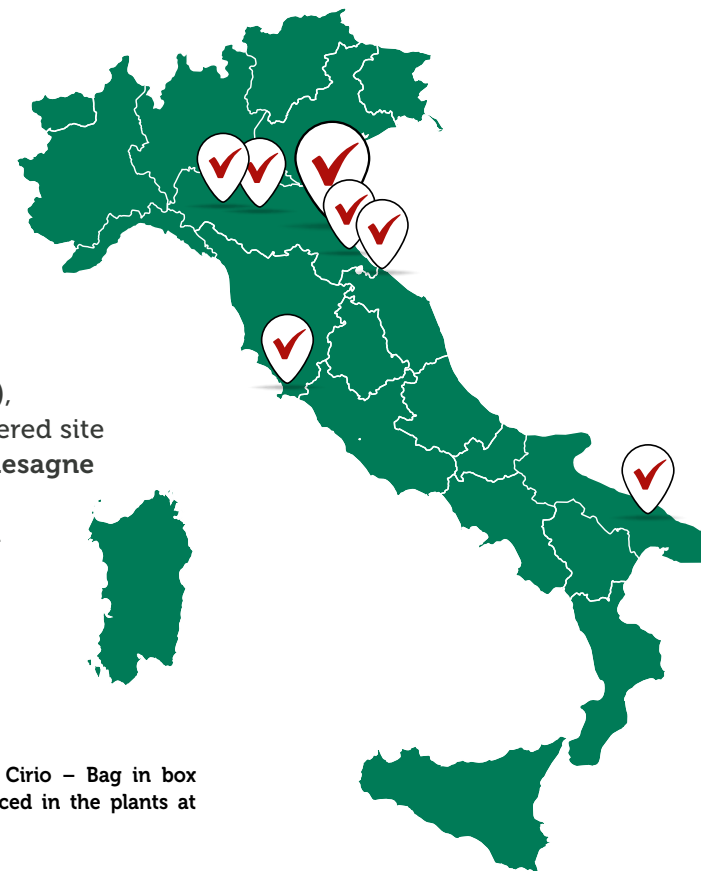 ),
ered site
esagne
.
Cirio – Bag in box
ced in the plants at